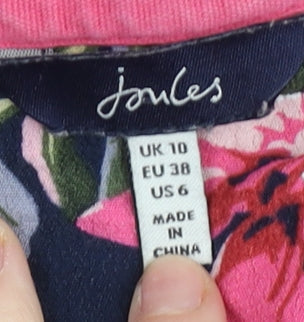 Joules
UK 10
EU 38
US 6
MADE
IN
CHINA